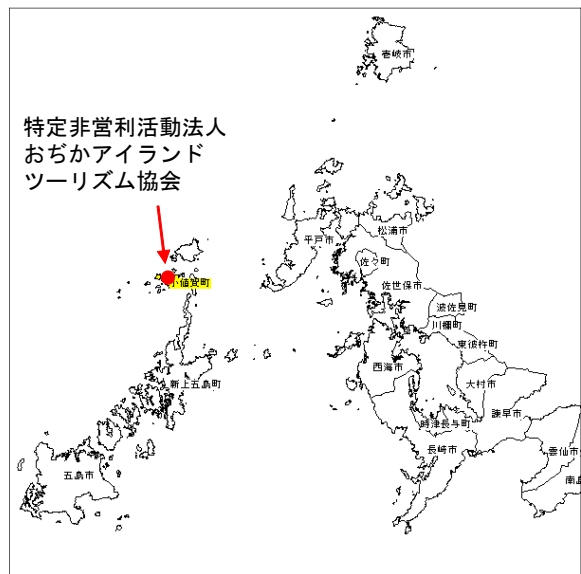 壱岐市
特定非営利活動法人
おぢかアイランド
ツーリズム協会
松浦市
平戸市
佐々町
小値賀町
佐世保市
波佐見町
川棚町
東彼杵町
西海市
新上五島町
大村市
諫早市
時津長与町
長崎市
雲仙市
五島市
南島